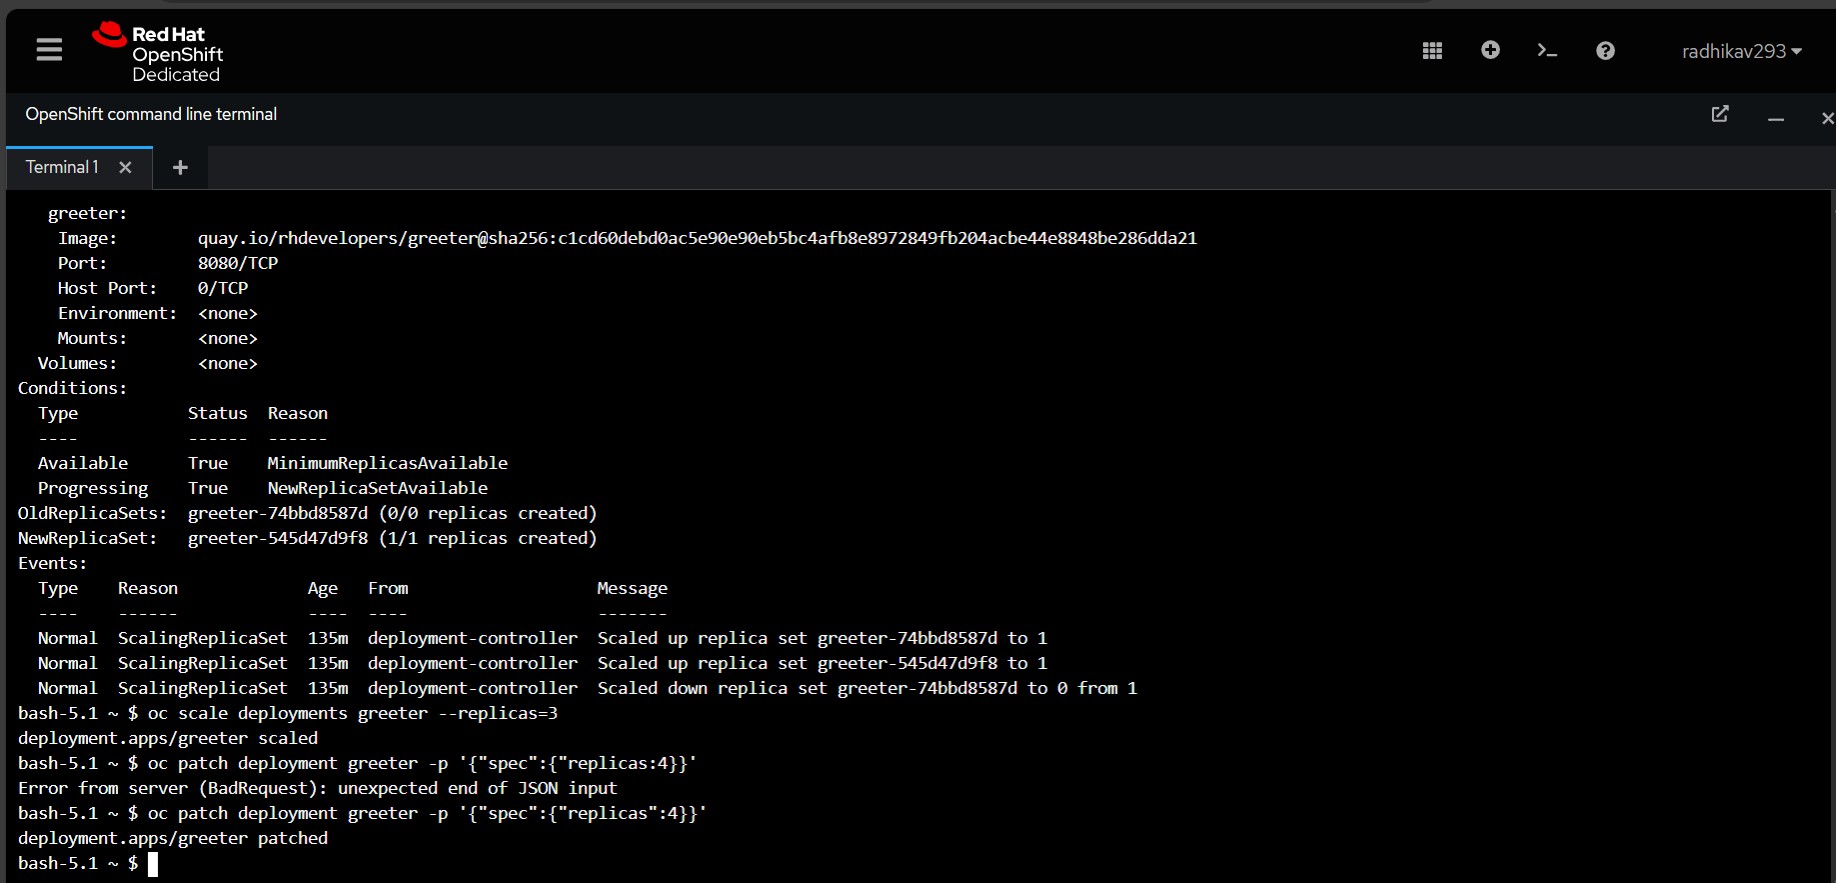 Red Hat
OpenShift
Dedicated
radhikav293
OpenShift command line terminal
Terminal 1
greeter:
Image: quay.io/rhdevelopers/greeter@sha256:c1cd60debd0ac5e90e90eb5bc4afb8e8972849fb204acbe44e8848be286dda21
Port: 8080/TCP
Host Port: 0/TCP
Environment: <none>
Mounts: <none>
Volumes: <none>
Conditions:
Type Status Reason
---- ------ ------
Available True MinimumReplicasAvailable
Progressing True NewReplicaSetAvailable
OldReplicaSets: greeter-74bbd8587d (0/0 replicas created)
NewReplicaSet: greeter-545d47d9f8 (1/1 replicas created)
Events:
Type Reason Age From Message
---- ------ ---- ---- -------
Normal ScalingReplicaSet 135m deployment-controller Scaled up replica set greeter-74bbd8587d to 1
Normal ScalingReplicaSet 135m deployment-controller Scaled up replica set greeter-545d47d9f8 to 1
Normal ScalingReplicaSet 135m deployment-controller Scaled down replica set greeter-74bbd8587d to 0 from 1
bash-5.1 ~ $ oc scale deployments greeter --replicas=3
deployment.apps/greeter scaled
bash-5.1 ~ $ oc patch deployment greeter -p '{"spec":{"replicas:4}}'
Error from server (BadRequest): unexpected end of JSON input
bash-5.1 ~ $ oc patch deployment greeter -p '{"spec":{"replicas":4}}'
deployment.apps/greeter patched
bash-5.1 ~ $